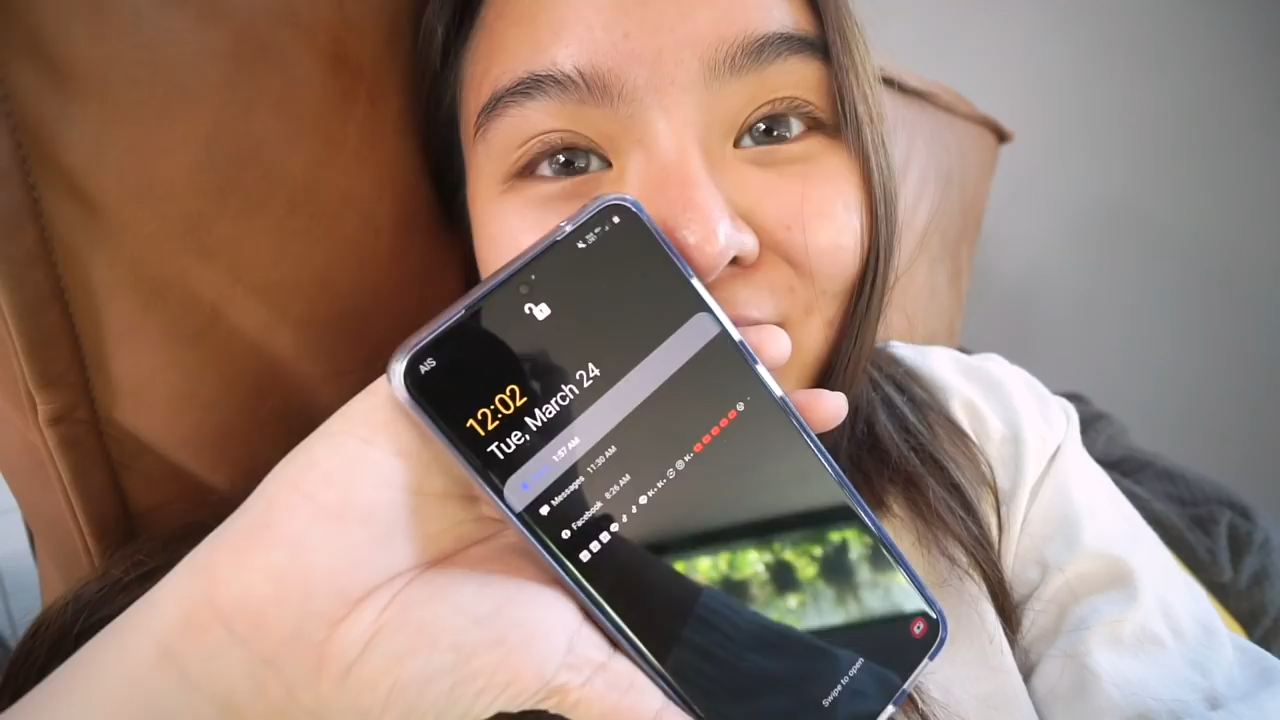 AIS
12:02
Tue, March 24
1:57 AM
Messages 11:30 AM
Facebook 8:26 AM
Swipe to open